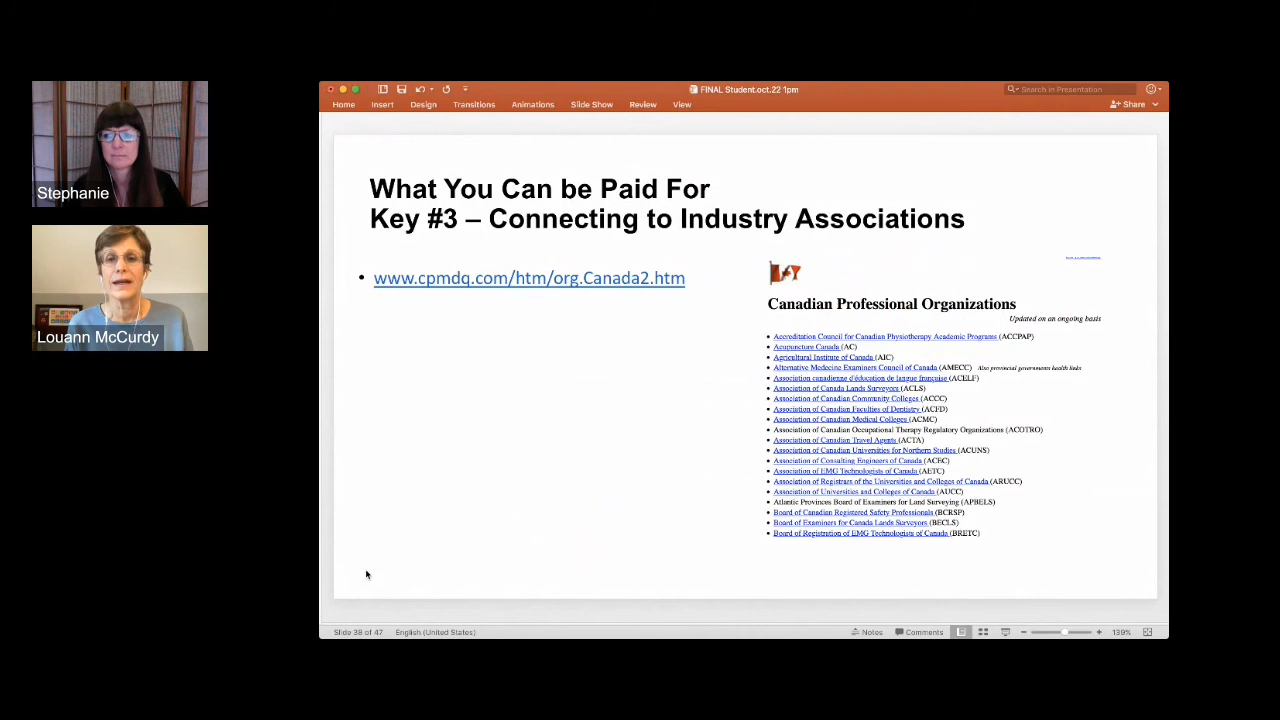 Stephanie
Louann McCurdy
FINAL Student.oct.22 1pm
Search in Presentation
Home Insert Design Transitions Animations Slide Show Review View
Share
What You Can be Paid For
Key #3 – Connecting to Industry Associations
• www.cpmdq.com/htm/org.Canada2.htm
Canadian Professional Organizations
Updated on an ongoing basis
• Accreditation Council for Canadian Physiotherapy Academic Programs (ACCPAP)
• Acupuncture Canada (AC)
• Agricultural Institute of Canada (AIC)
• Alternative Medecine Examiners Council of Canada (AMECC) Also provincial governments health links
• Association canadienne d'éducation de langue française (ACELF)
• Association of Canada Lands Surveyors (ACLS)
• Association of Canadian Community Colleges (ACCC)
• Association of Canadian Faculties of Dentistry (ACFD)
• Association of Canadian Medical Colleges (ACMC)
• Association of Canadian Occupational Therapy Regulatory Organizations (ACOTRO)
• Association of Canadian Travel Agents (ACTA)
• Association of Canadian Universities for Northern Studies (ACUNS)
• Association of Consulting Engineers of Canada (ACEC)
• Association of EMG Technologists of Canada (AETC)
• Association of Registrars of the Universities and Colleges of Canada (ARUCC)
• Association of Universities and Colleges of Canada (AUCC)
• Atlantic Provinces Board of Examiners for Land Surveying (APBELS)
• Board of Canadian Registered Safety Professionals (BCRSP)
• Board of Examiners for Canada Lands Surveyors (BECLS)
• Board of Registration of EMG Technologists of Canada (BRETC)
Slide 38 of 47 English (United States)
Notes Comments 139%